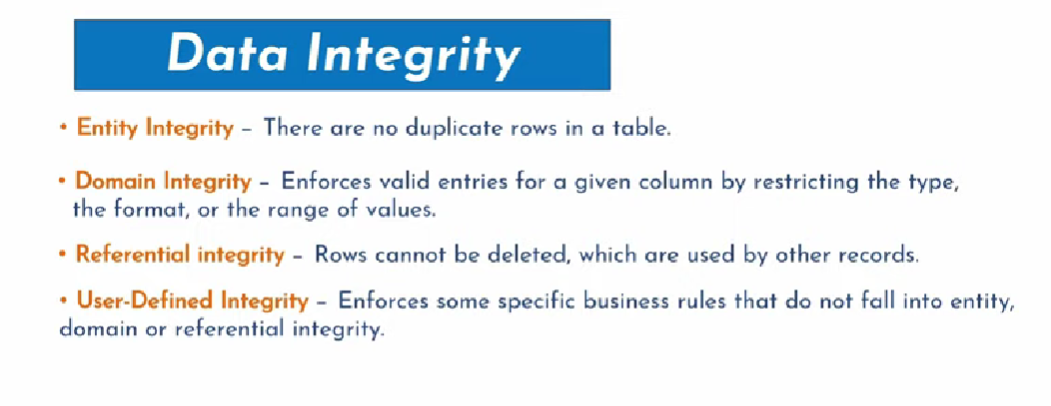 Data Integrity
• Entity Integrity – There are no duplicate rows in a table.
• Domain Integrity – Enforces valid entries for a given column by restricting the type,
the format, or the range of values.
• Referential integrity – Rows cannot be deleted, which are used by other records.
• User-Defined Integrity – Enforces some specific business rules that do not fall into entity,
domain or referential integrity.